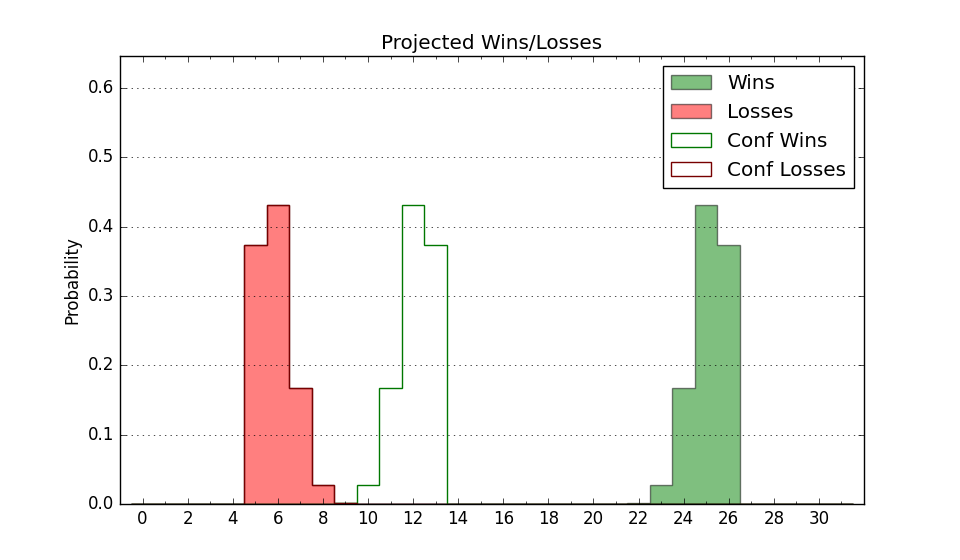 Projected Wins/Losses
Wins
Losses
Conf Wins
Conf Losses
Probability
0.6
0.5
0.4
0.3
0.2
0.1
0.0
0 2 4 6 8 10 12 14 16 18 20 22 24 26 28 30